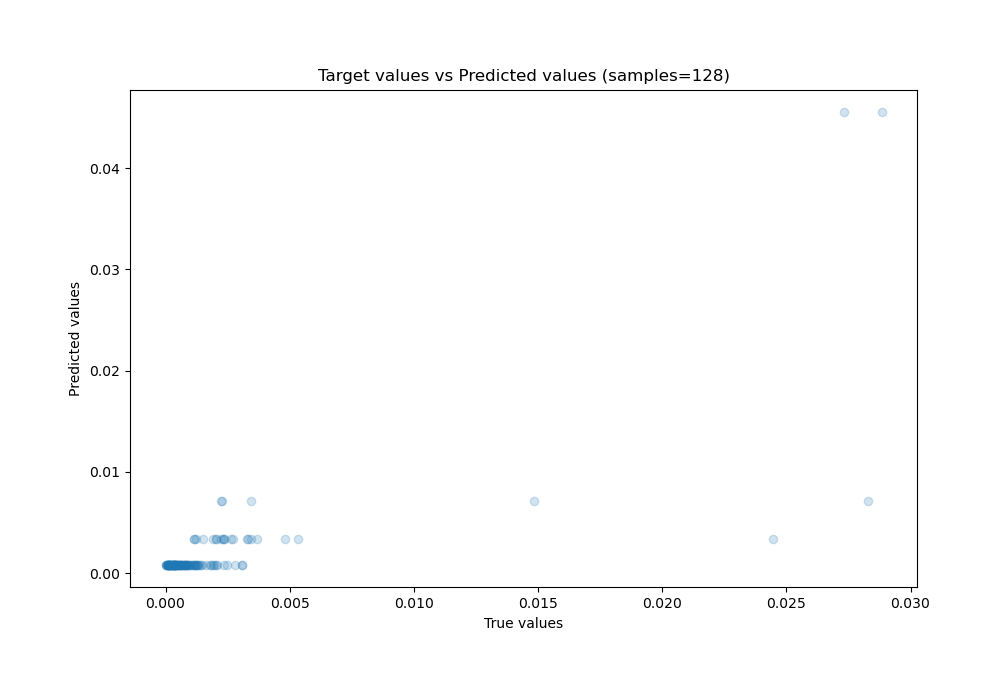 Target values vs Predicted values (samples=128)
Predicted values
0.04
0.03
0.02
0.01
0.00
0.000 0.005 0.010 0.015 0.020 0.025 0.030
True values